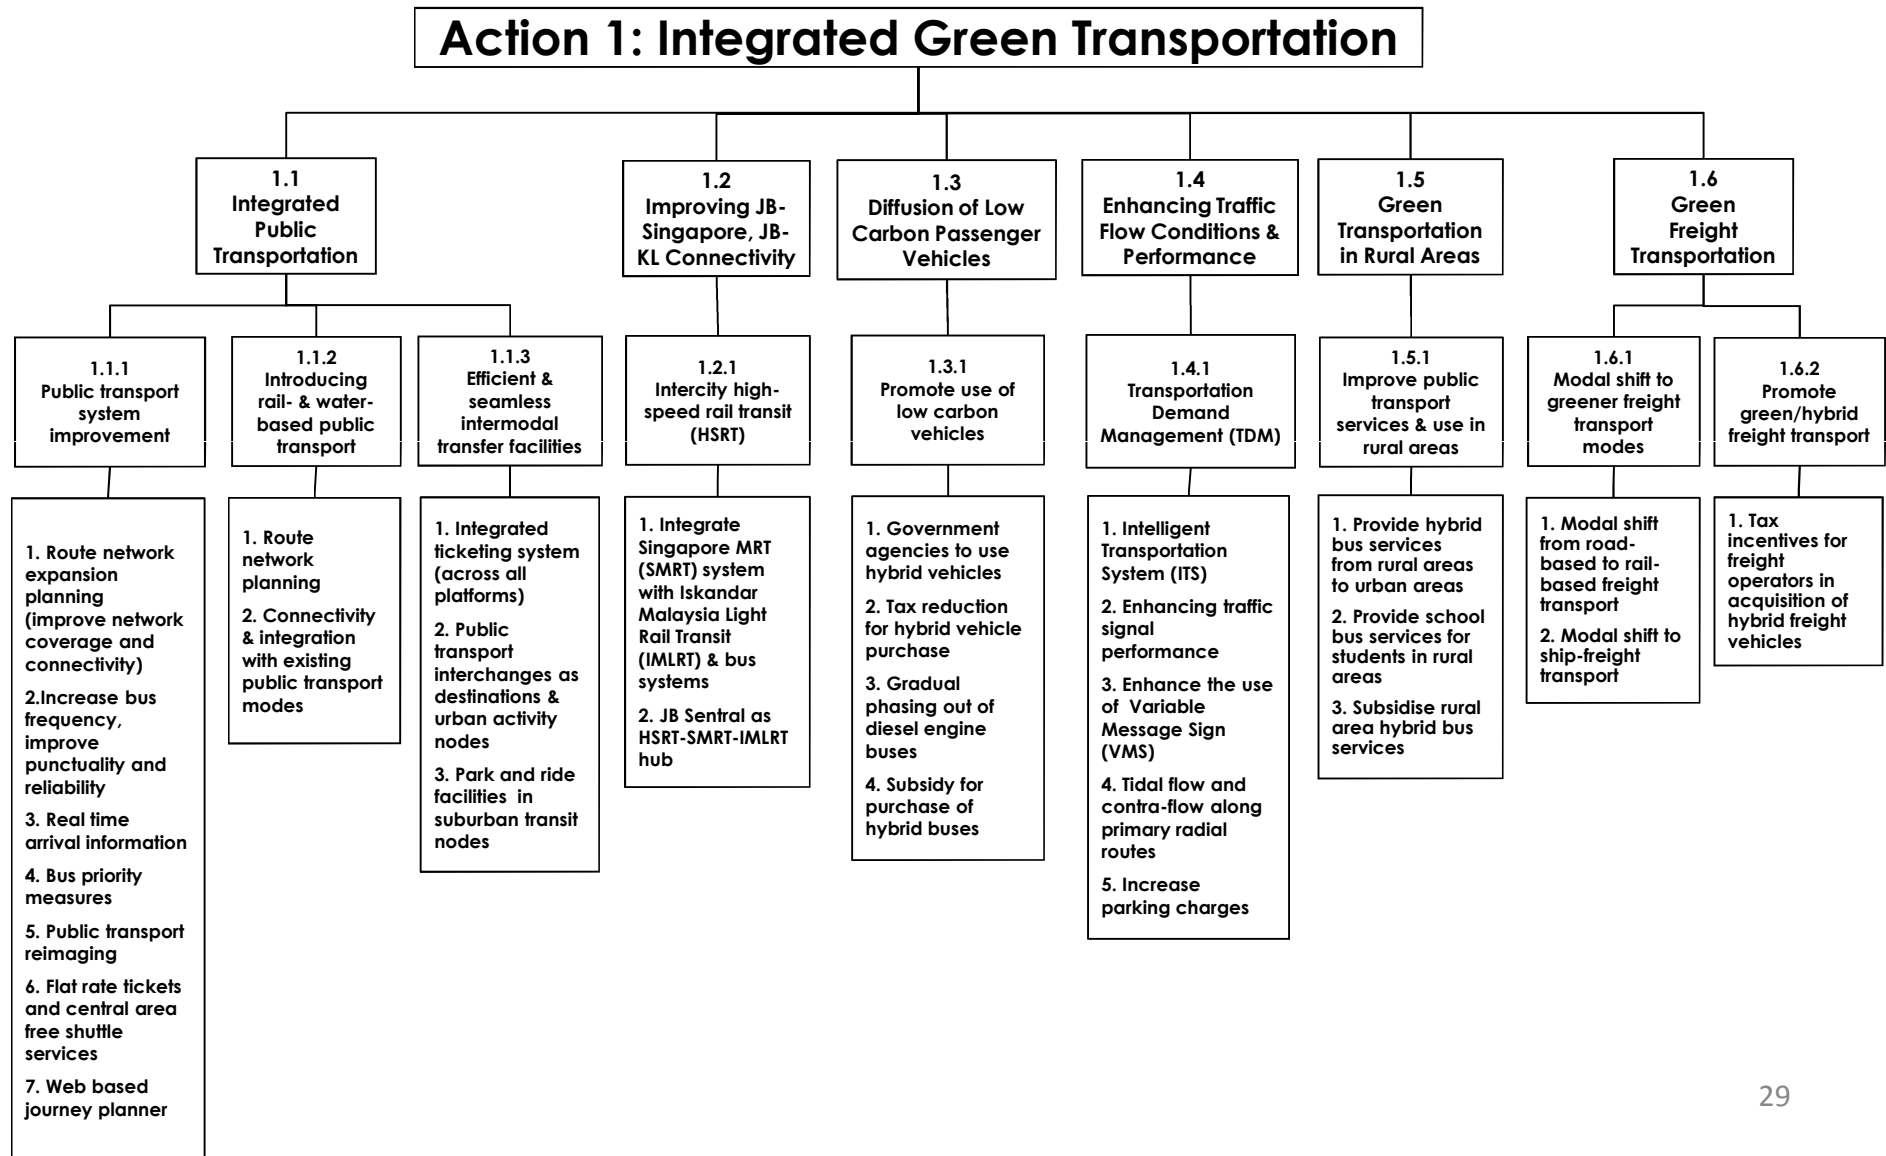 Action 1: Integrated Green Transportation
1.1
Integrated
Public
Transportation
1.2
Improving JB-
Singapore, JB-
KL Connectivity
1.3
Diffusion of Low
Carbon Passenger
Vehicles
1.4
Enhancing Traffic
Flow Conditions &
Performance
1.5
Green
Transportation
in Rural Areas
1.6
Green
Freight
Transportation
1.1.1
Public transport
system
improvement
1.1.2
Introducing
rail- & water-
based public
transport
1.1.3
Efficient &
seamless
intermodal
transfer facilities
1.2.1
Intercity high-
speed rail transit
(HSRT)
1.3.1
Promote use of
low carbon
vehicles
1.4.1
Transportation
Demand
Management (TDM)
1.5.1
Improve public
transport
services & use in
rural areas
1.6.1
Modal shift to
greener freight
transport
modes
1.6.2
Promote
green/hybrid
freight transport
1. Route network
expansion
planning
(improve network
coverage and
connectivity)
2.Increase bus
frequency,
improve
punctuality and
reliability
3. Real time
arrival information
4. Bus priority
measures
5. Public transport
reimaging
6. Flat rate tickets
and central area
free shuttle
services
7. Web based
journey planner
1. Route
network
planning
2. Connectivity
& integration
with existing
public transport
modes
1. Integrated
ticketing system
(across all
platforms)
2. Public
transport
interchanges as
destinations &
urban activity
nodes
3. Park and ride
facilities in
suburban transit
nodes
1. Integrate
Singapore MRT
(SMRT) system
with Iskandar
Malaysia Light
Rail Transit
(IMLRT) & bus
systems
2. JB Sentral as
HSRT-SMRT-IMLRT
hub
1. Government
agencies to use
hybrid vehicles
2. Tax reduction
for hybrid vehicle
purchase
3. Gradual
phasing out of
diesel engine
buses
4. Subsidy for
purchase of
hybrid buses
1. Intelligent
Transportation
System (ITS)
2. Enhancing traffic
signal
performance
3. Enhance the use
of Variable
Message Sign
(VMS)
4. Tidal flow and
contra-flow along
primary radial
routes
5. Increase
parking charges
1. Provide hybrid
bus services
from rural areas
to urban areas
2. Provide school
bus services for
students in rural
areas
3. Subsidise rural
area hybrid bus
services
1. Modal shift
from road-
based to rail-
based freight
transport
2. Modal shift to
ship-freight
transport
1. Tax
incentives for
freight
operators in
acquisition of
hybrid freight
vehicles
29